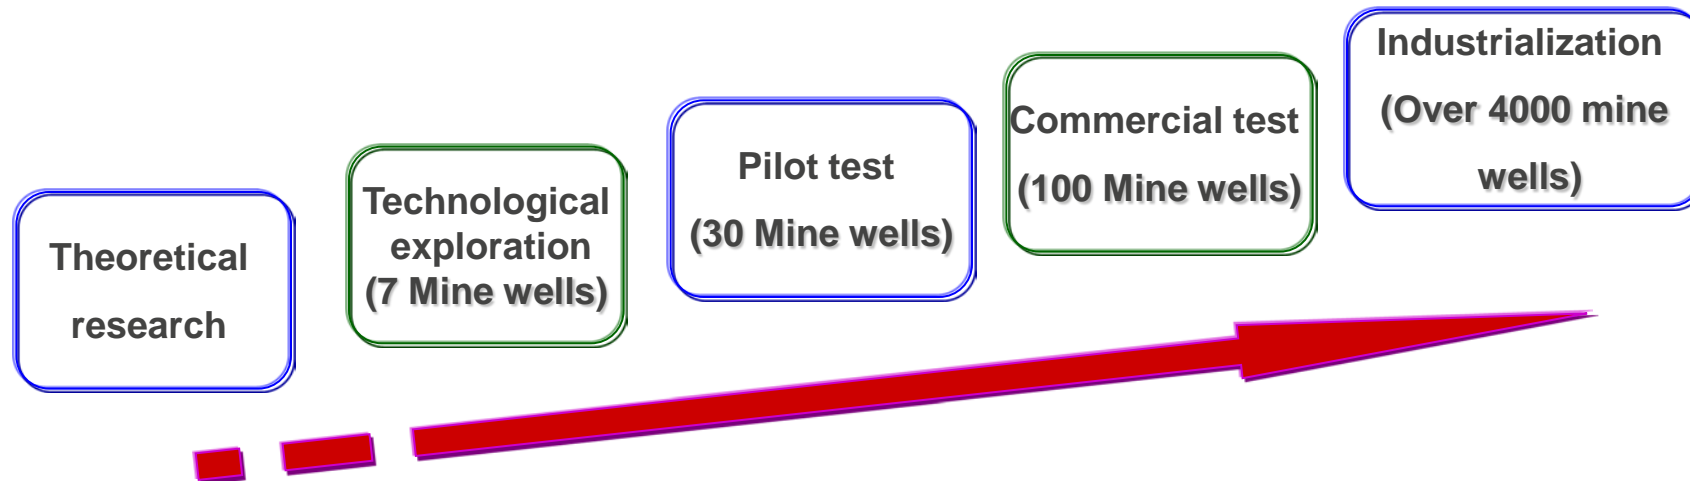 Theoretical
research
Technological
exploration
(7 Mine wells)
Pilot test
(30 Mine wells)
Commercial test
(100 Mine wells)
Industrialization
(Over 4000 mine
wells)